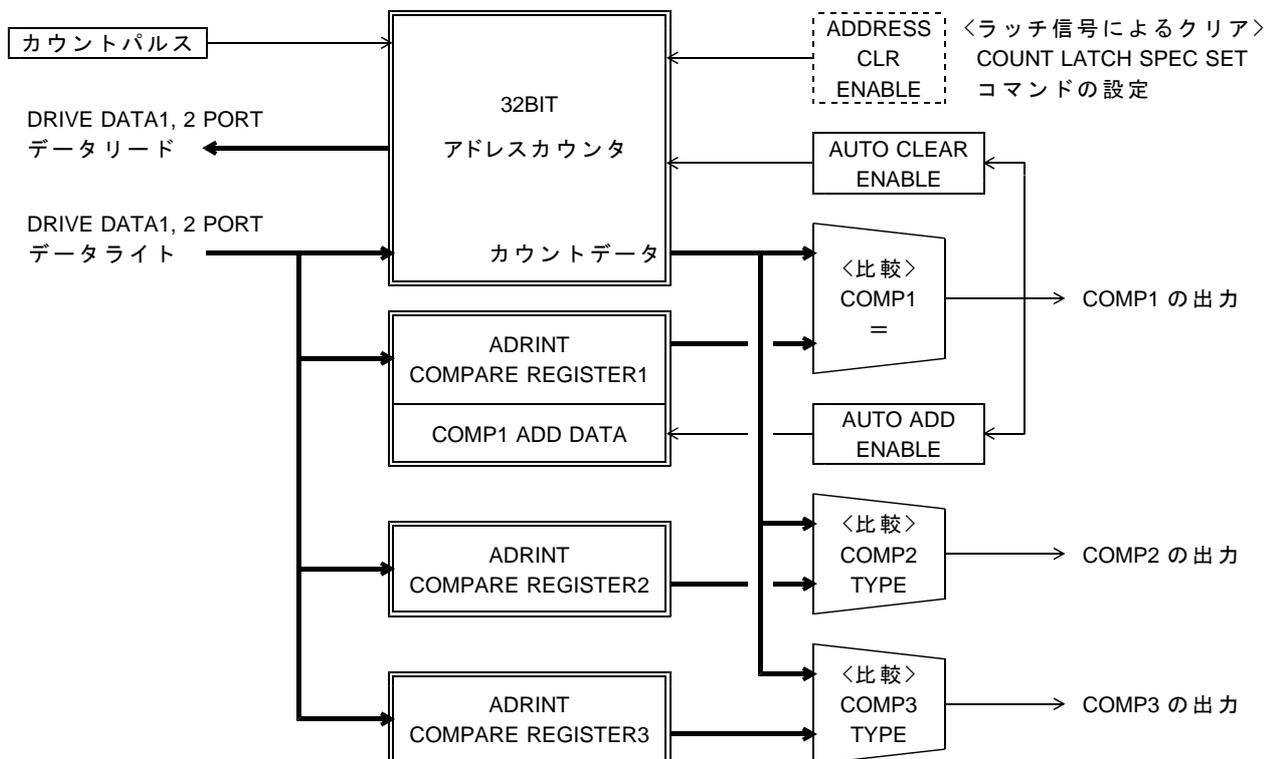 カウントパルス
ADDRESS
CLR
ENABLE
〈ラッチ信号によるクリア〉
COUNT LATCH SPEC SET
コマンドの設定
32BIT
アドレスカウンタ
DRIVE DATA1, 2 PORT
データリード
AUTO CLEAR
ENABLE
DRIVE DATA1, 2 PORT
データライト
カウントデータ
〈比較〉
COMP1
＝
COMP1 の出力
ADRINT
COMPARE REGISTER1
COMP1 ADD DATA
AUTO ADD
ENABLE
ADRINT
COMPARE REGISTER2
〈比較〉
COMP2
TYPE
COMP2 の出力
ADRINT
COMPARE REGISTER3
〈比較〉
COMP3
TYPE
COMP3 の出力